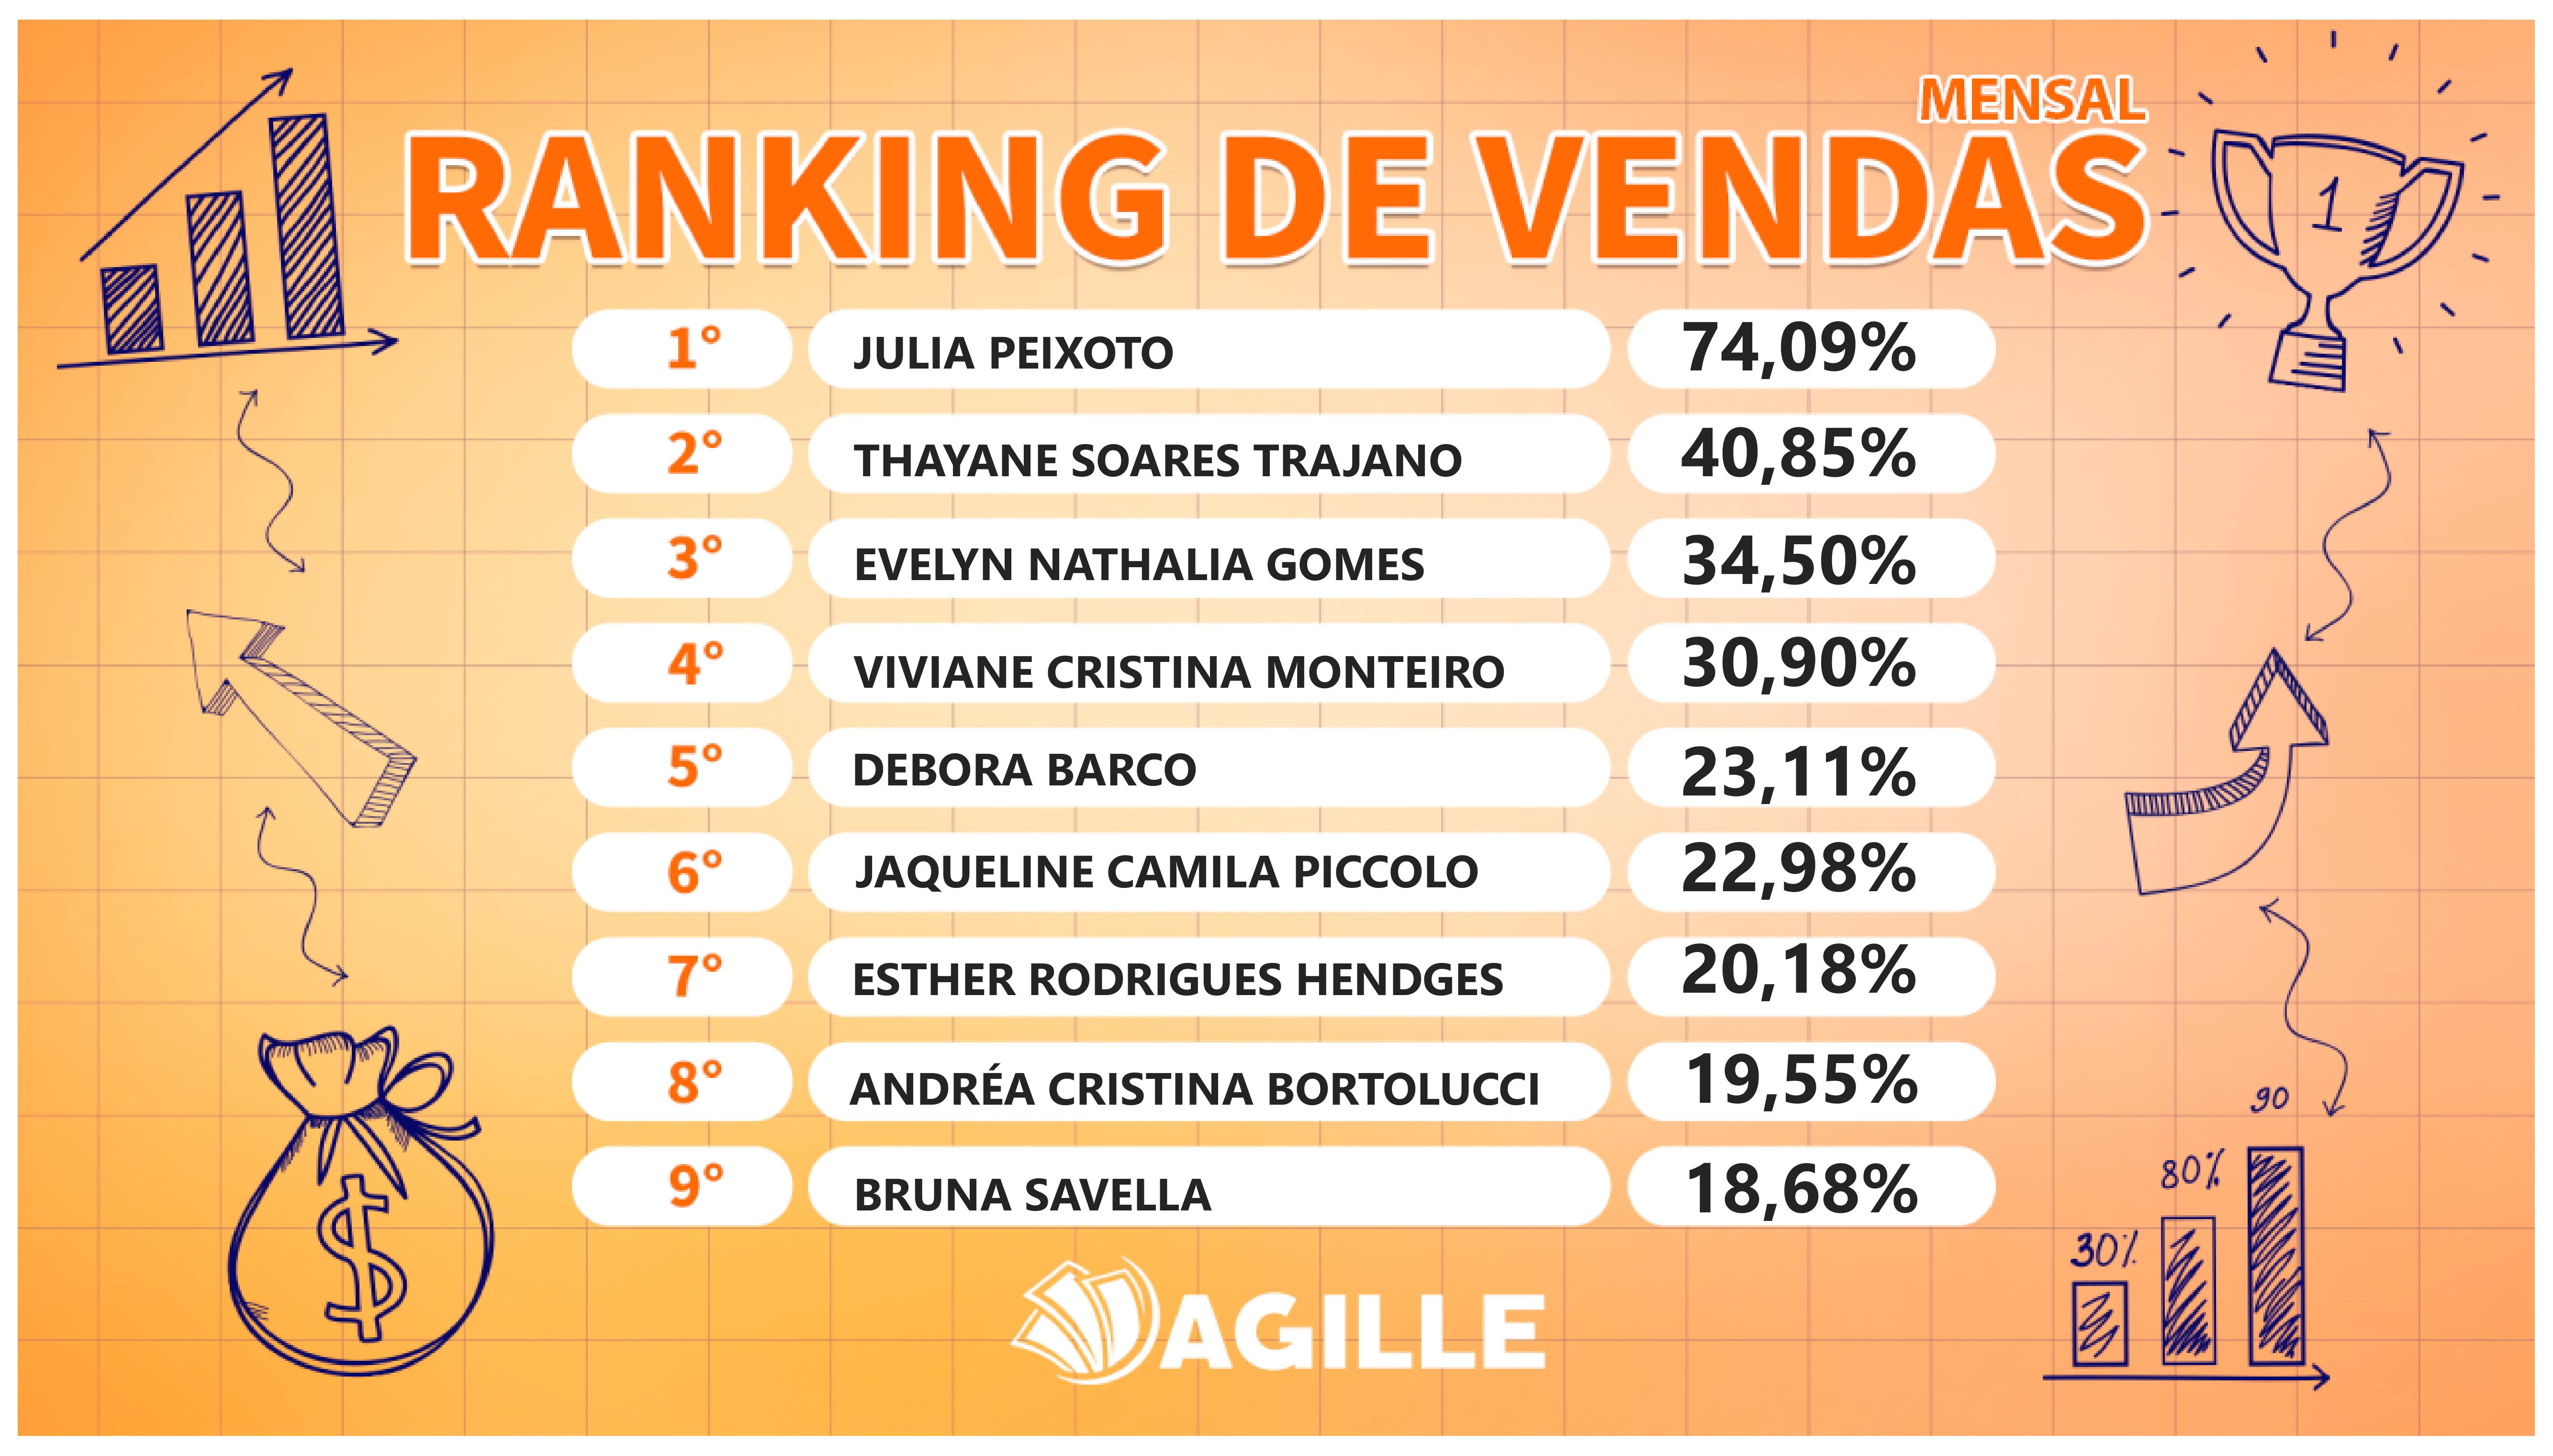 MENSAL
RANKING DE VENDAS
1
1° JULIA PEIXOTO 74,09%
2° THAYANE SOARES TRAJANO 40,85%
3° EVELYN NATHALIA GOMES 34,50%
4° VIVIANE CRISTINA MONTEIRO 30,90%
5° DEBORA BARCO 23,11%
6° JAQUELINE CAMILA PICCOLO 22,98%
7° ESTHER RODRIGUES HENDGES 20,18%
8° ANDRÉA CRISTINA BORTOLUCCI 19,55%
9° BRUNA SAVELLA 18,68%
$
90
80%
30%
AGILLE